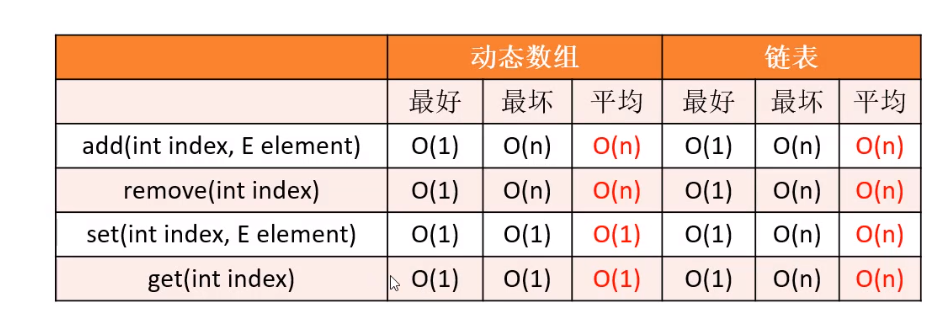 动态数组 链表
最好 最坏 平均 最好 最坏 平均
add(int index, E element) O(1) O(n) O(n) O(1) O(n) O(n)
remove(int index) O(1) O(n) O(n) O(1) O(n) O(n)
set(int index, E element) O(1) O(1) O(1) O(1) O(n) O(n)
get(int index) O(1) O(1) O(1) O(1) O(n) O(n)